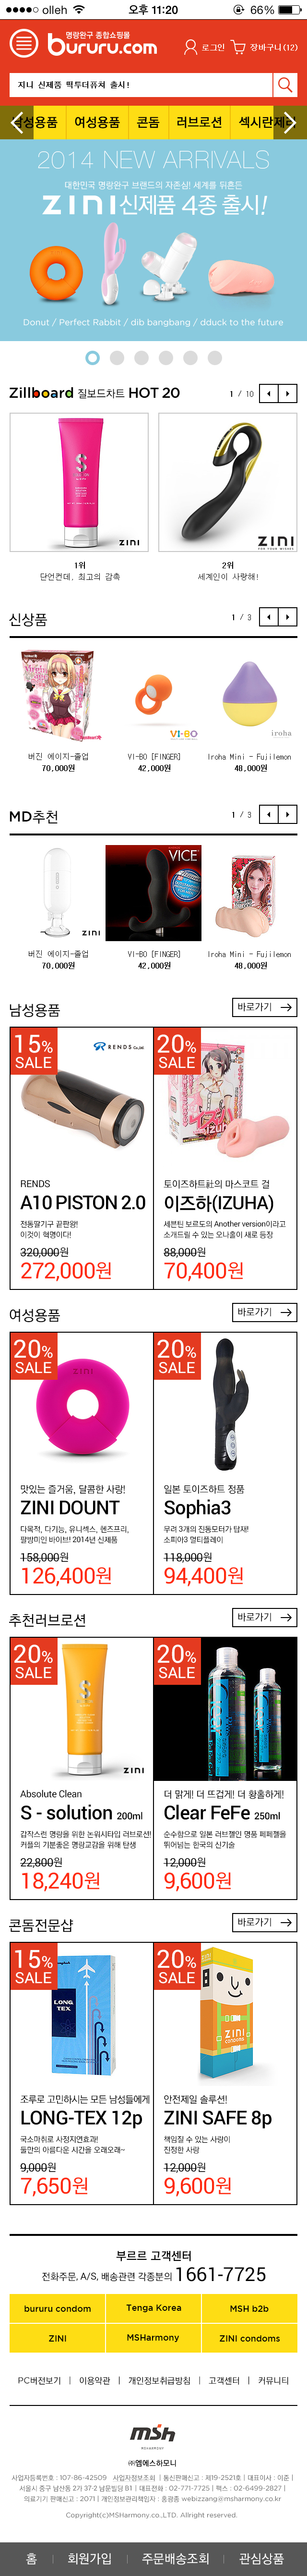 olleh 오후 11:20 66%
명랑완구 종합쇼핑몰
bururu.com
로그인 장바구니(12)
지니 신제품 떡두더퓨쳐 출시!
남성용품 여성용품 콘돔 러브로션 섹시란제리
2014 NEW ARRIVALS
대한민국 명랑완구 브랜드의 자존심! 세계를 뒤흔든
ZINI신제품 4종 출시!
Donut / Perfect Rabbit / dib bangbang / dduck to the future
Zillboard 질보드차트 HOT 20
1 / 10
ZINI
ZINI
1위
단언컨데, 최고의 감촉
2위
세계인이 사랑해!
신상품
1 / 3
VI-BO
iroha
버진 에이지-졸업
70,000원
VI-BO [FINGER]
42,000원
Iroha Mini - Fujilemon
48,000원
MD추천
1 / 3
ZINI
VICE
버진 에이지-졸업
70,000원
VI-BO [FINGER]
42,000원
Iroha Mini - Fujilemon
48,000원
남성용품
바로가기
15%
SALE
RENDS
RENDS
A10 PISTON 2.0
전동딸기구 끝판왕!
이것이 혁명이다!
320,000원
272,000원
20%
SALE
토이즈하트社의 마스코트 걸
이즈하(IZUHA)
세븐틴 보르도의 Another version이라고
소개드릴 수 있는 오나홀이 새로 등장
88,000원
70,400원
여성용품
바로가기
20%
SALE
맛있는 즐거움, 달콤한 사랑!
ZINI DOUNT
다목적, 다기능, 유니섹스, 핸즈프리,
팔방미인 바이브! 2014년 신제품
158,000원
126,400원
20%
SALE
일본 토이즈하트 정품
Sophia3
무려 3개의 진동모터가 탑재!
소피아3 멀티플레이
118,000원
94,400원
추천러브로션
바로가기
20%
SALE
ZINI
Absolute Clean
S - solution 200ml
갑작스런 명랑을 위한 논워시타입 러브로션!
커플의 기분좋은 명랑교감을 위해 탄생
22,800원
18,240원
20%
SALE
더 맑게! 더 뜨겁게! 더 황홀하게!
Clear FeFe 250ml
순수함으로 일본 러브젤인 명품 페페젤을
뛰어넘는 한국의 신기술
12,000원
9,600원
콘돔전문샵
바로가기
15%
SALE
LONG
TEX
조루로 고민하시는 모든 남성들에게
LONG-TEX 12p
국소마취로 사정지연효과!
둘만의 아름다운 시간을 오래오래~
9,000원
7,650원
20%
SALE
ZINI
condoms
안전제일 솔루션!
ZINI SAFE 8p
책임질 수 있는 사랑이
진정한 사랑
12,000원
9,600원
부르르 고객센터
전화주문, A/S, 배송관련 각종문의 1661-7725
bururu condom Tenga Korea MSH b2b
ZINI MSHarmony ZINI condoms
PC버전보기 | 이용약관 | 개인정보취급방침 | 고객센터 | 커뮤니티
msh
MSHARMONY
㈜엠에스하모니
사업자등록번호 : 107-86-42509 사업자정보조회 | 통신판매신고 : 제19-2521호 | 대표이사 : 이준 |
서울시 중구 남산동 2가 37-2 남문빌딩 B1 | 대표전화 : 02-771-7725 | 팩스 : 02-6499-2827 |
의료기기 판매신고 : 2071 | 개인정보관리책임자 : 홍광종 webizzang@msharmony.co.kr
Copyright(c)MSHarmony.co.,LTD. Allright reserved.
홈 | 회원가입 | 주문배송조회 | 관심상품